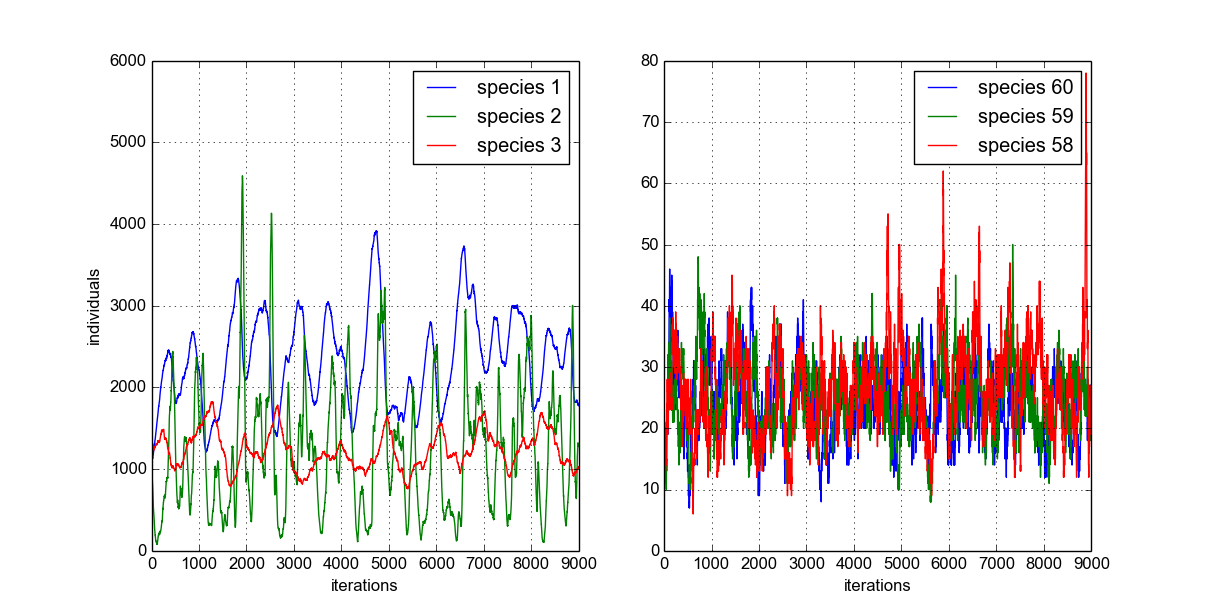 6000
5000
4000
3000
2000
1000
0
individuals
species 1
species 2
species 3
0 1000 2000 3000 4000 5000 6000 7000 8000 9000
iterations
80
70
60
50
40
30
20
10
0
species 60
species 59
species 58
0 1000 2000 3000 4000 5000 6000 7000 8000 9000
iterations